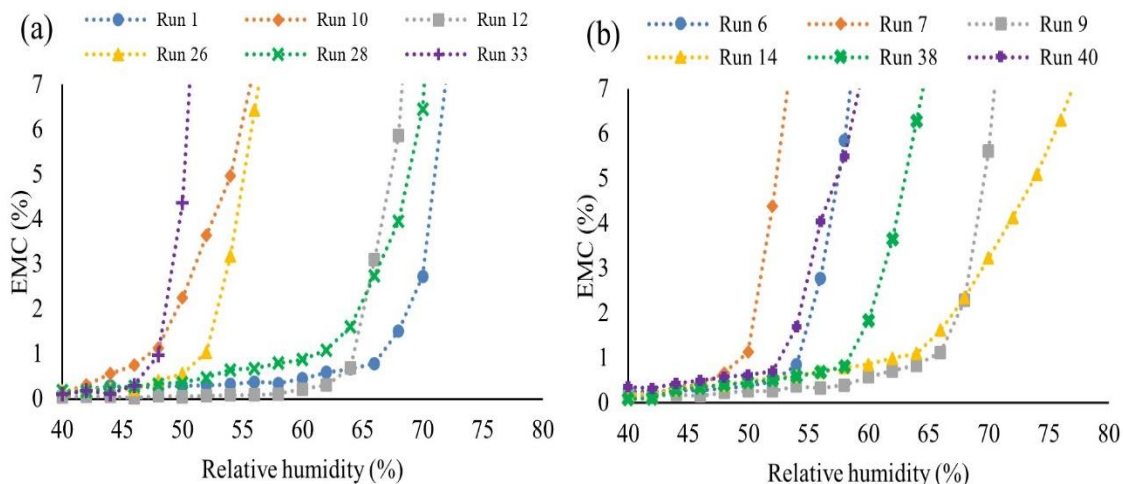 (a)
Run 1 Run 10 Run 12
Run 26 Run 28 Run 33
7
6
5
4
3
2
1
0
EMC (%)
40 45 50 55 60 65 70 75 80
Relative humidity (%)
(b)
Run 6 Run 7 Run 9
Run 14 Run 38 Run 40
7
6
5
4
3
2
1
0
EMC (%)
40 45 50 55 60 65 70 75 80
Relative humidity (%)